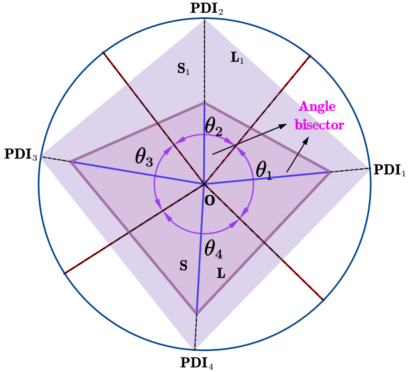 PDI₂
S₁
L₁
Angle
bisector
θ₂
θ₃
θ₁
PDI₃
PDI₁
O
θ₄
S
L
PDI₄